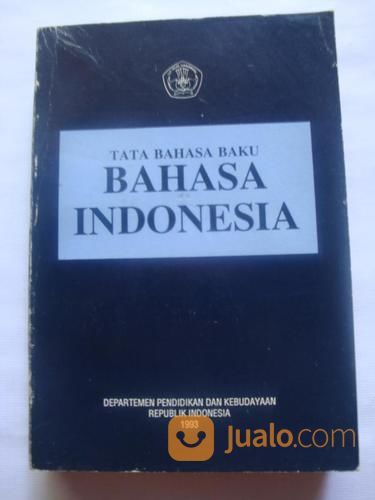 TATA BAHASA BAKU
BAHASA
INDONESIA
DEPARTEMEN PENDIDIKAN DAN KEBUDAYAAN
REPUBLIK INDONESIA
1993
jualo.com